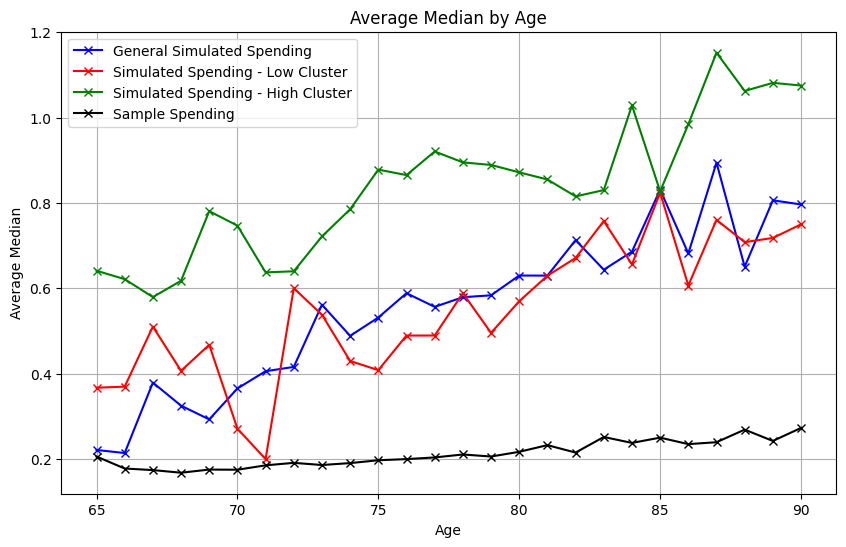 Average Median by Age
General Simulated Spending
Simulated Spending - Low Cluster
Simulated Spending - High Cluster
Sample Spending
Average Median
1.2
1.0
0.8
0.6
0.4
0.2
65 70 75 80 85 90
Age